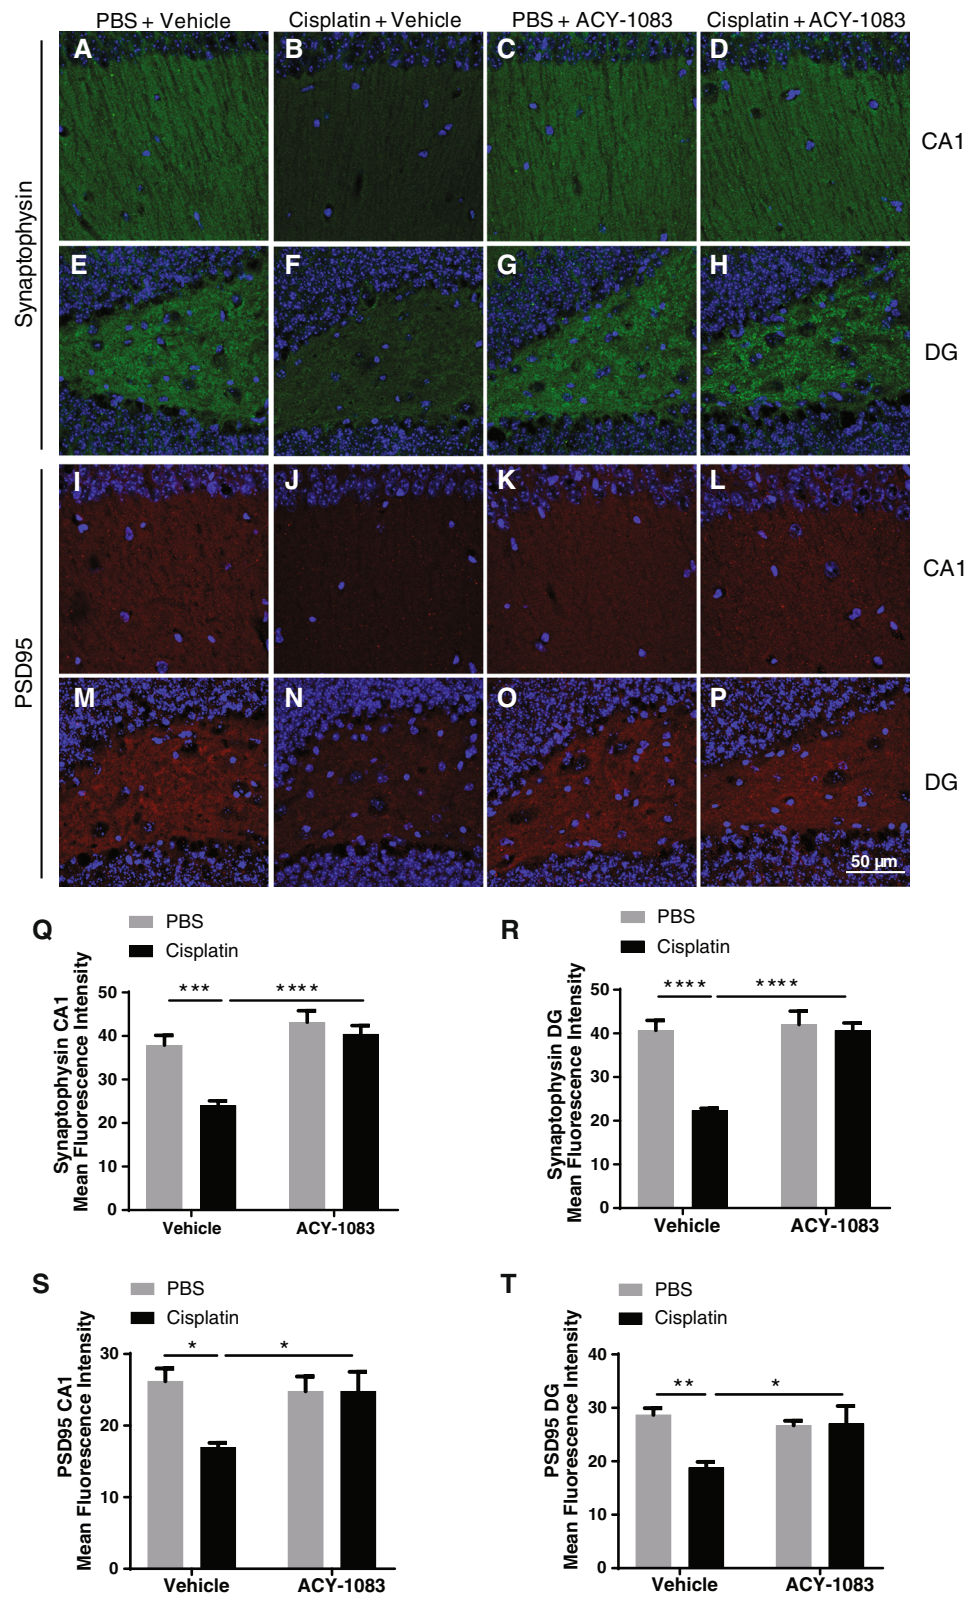 PBS + Vehicle
Cisplatin + Vehicle
PBS + ACY-1083
Cisplatin + ACY-1083
Synaptophysin
A
B
C
D
CA1
E
F
G
H
DG
PSD95
I
J
K
L
CA1
M
N
O
P
DG
50 µm
Q
PBS
Cisplatin
Synaptophysin CA1
Mean Fluorescence Intensity
50
40
30
20
10
0
***
****
Vehicle
ACY-1083
R
PBS
Cisplatin
Synaptophysin DG
Mean Fluorescence Intensity
50
40
30
20
10
0
****
****
Vehicle
ACY-1083
S
PBS
Cisplatin
PSD95 CA1
Mean Fluorescence Intensity
30
20
10
0
*
*
Vehicle
ACY-1083
T
PBS
Cisplatin
PSD95 DG
Mean Fluorescence Intensity
40
30
20
10
0
**
*
Vehicle
ACY-1083